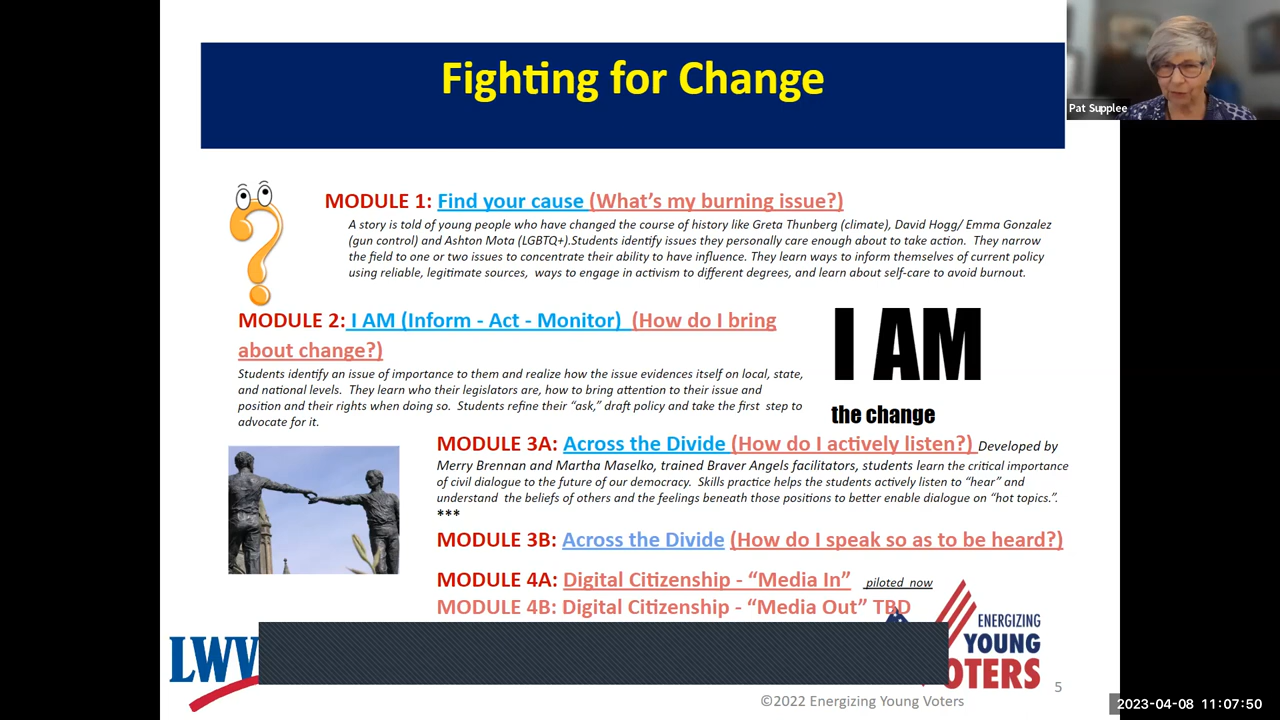 Fighting for Change
Pat Supplee
MODULE 1: Find your cause (What's my burning issue?)
A story is told of young people who have changed the course of history like Greta Thunberg (climate), David Hogg/ Emma Gonzalez
(gun control) and Ashton Mota (LGBTQ+).Students identify issues they personally care enough about to take action. They narrow
the field to one or two issues to concentrate their ability to have influence. They learn ways to inform themselves of current policy
using reliable, legitimate sources, ways to engage in activism to different degrees, and learn about self-care to avoid burnout.
MODULE 2: I AM (Inform - Act - Monitor) (How do I bring
about change?)
Students identify an issue of importance to them and realize how the issue evidences itself on local, state,
and national levels. They learn who their legislators are, how to bring attention to their issue and
position and their rights when doing so. Students refine their “ask,” draft policy and take the first step to
advocate for it.
I AM
the change
MODULE 3A: Across the Divide (How do I actively listen?) Developed by
Merry Brennan and Martha Maselko, trained Braver Angels facilitators, students learn the critical importance
of civil dialogue to the future of our democracy. Skills practice helps the students actively listen to “hear” and
understand the beliefs of others and the feelings beneath those positions to better enable dialogue on “hot topics.”.
***
MODULE 3B: Across the Divide (How do I speak so as to be heard?)
MODULE 4A: Digital Citizenship - “Media In” piloted now
MODULE 4B: Digital Citizenship - “Media Out” TBD
LWV
ENERGIZING
YOUNG
VOTERS
©2022 Energizing Young Voters
5
2023-04-08 11:07:50